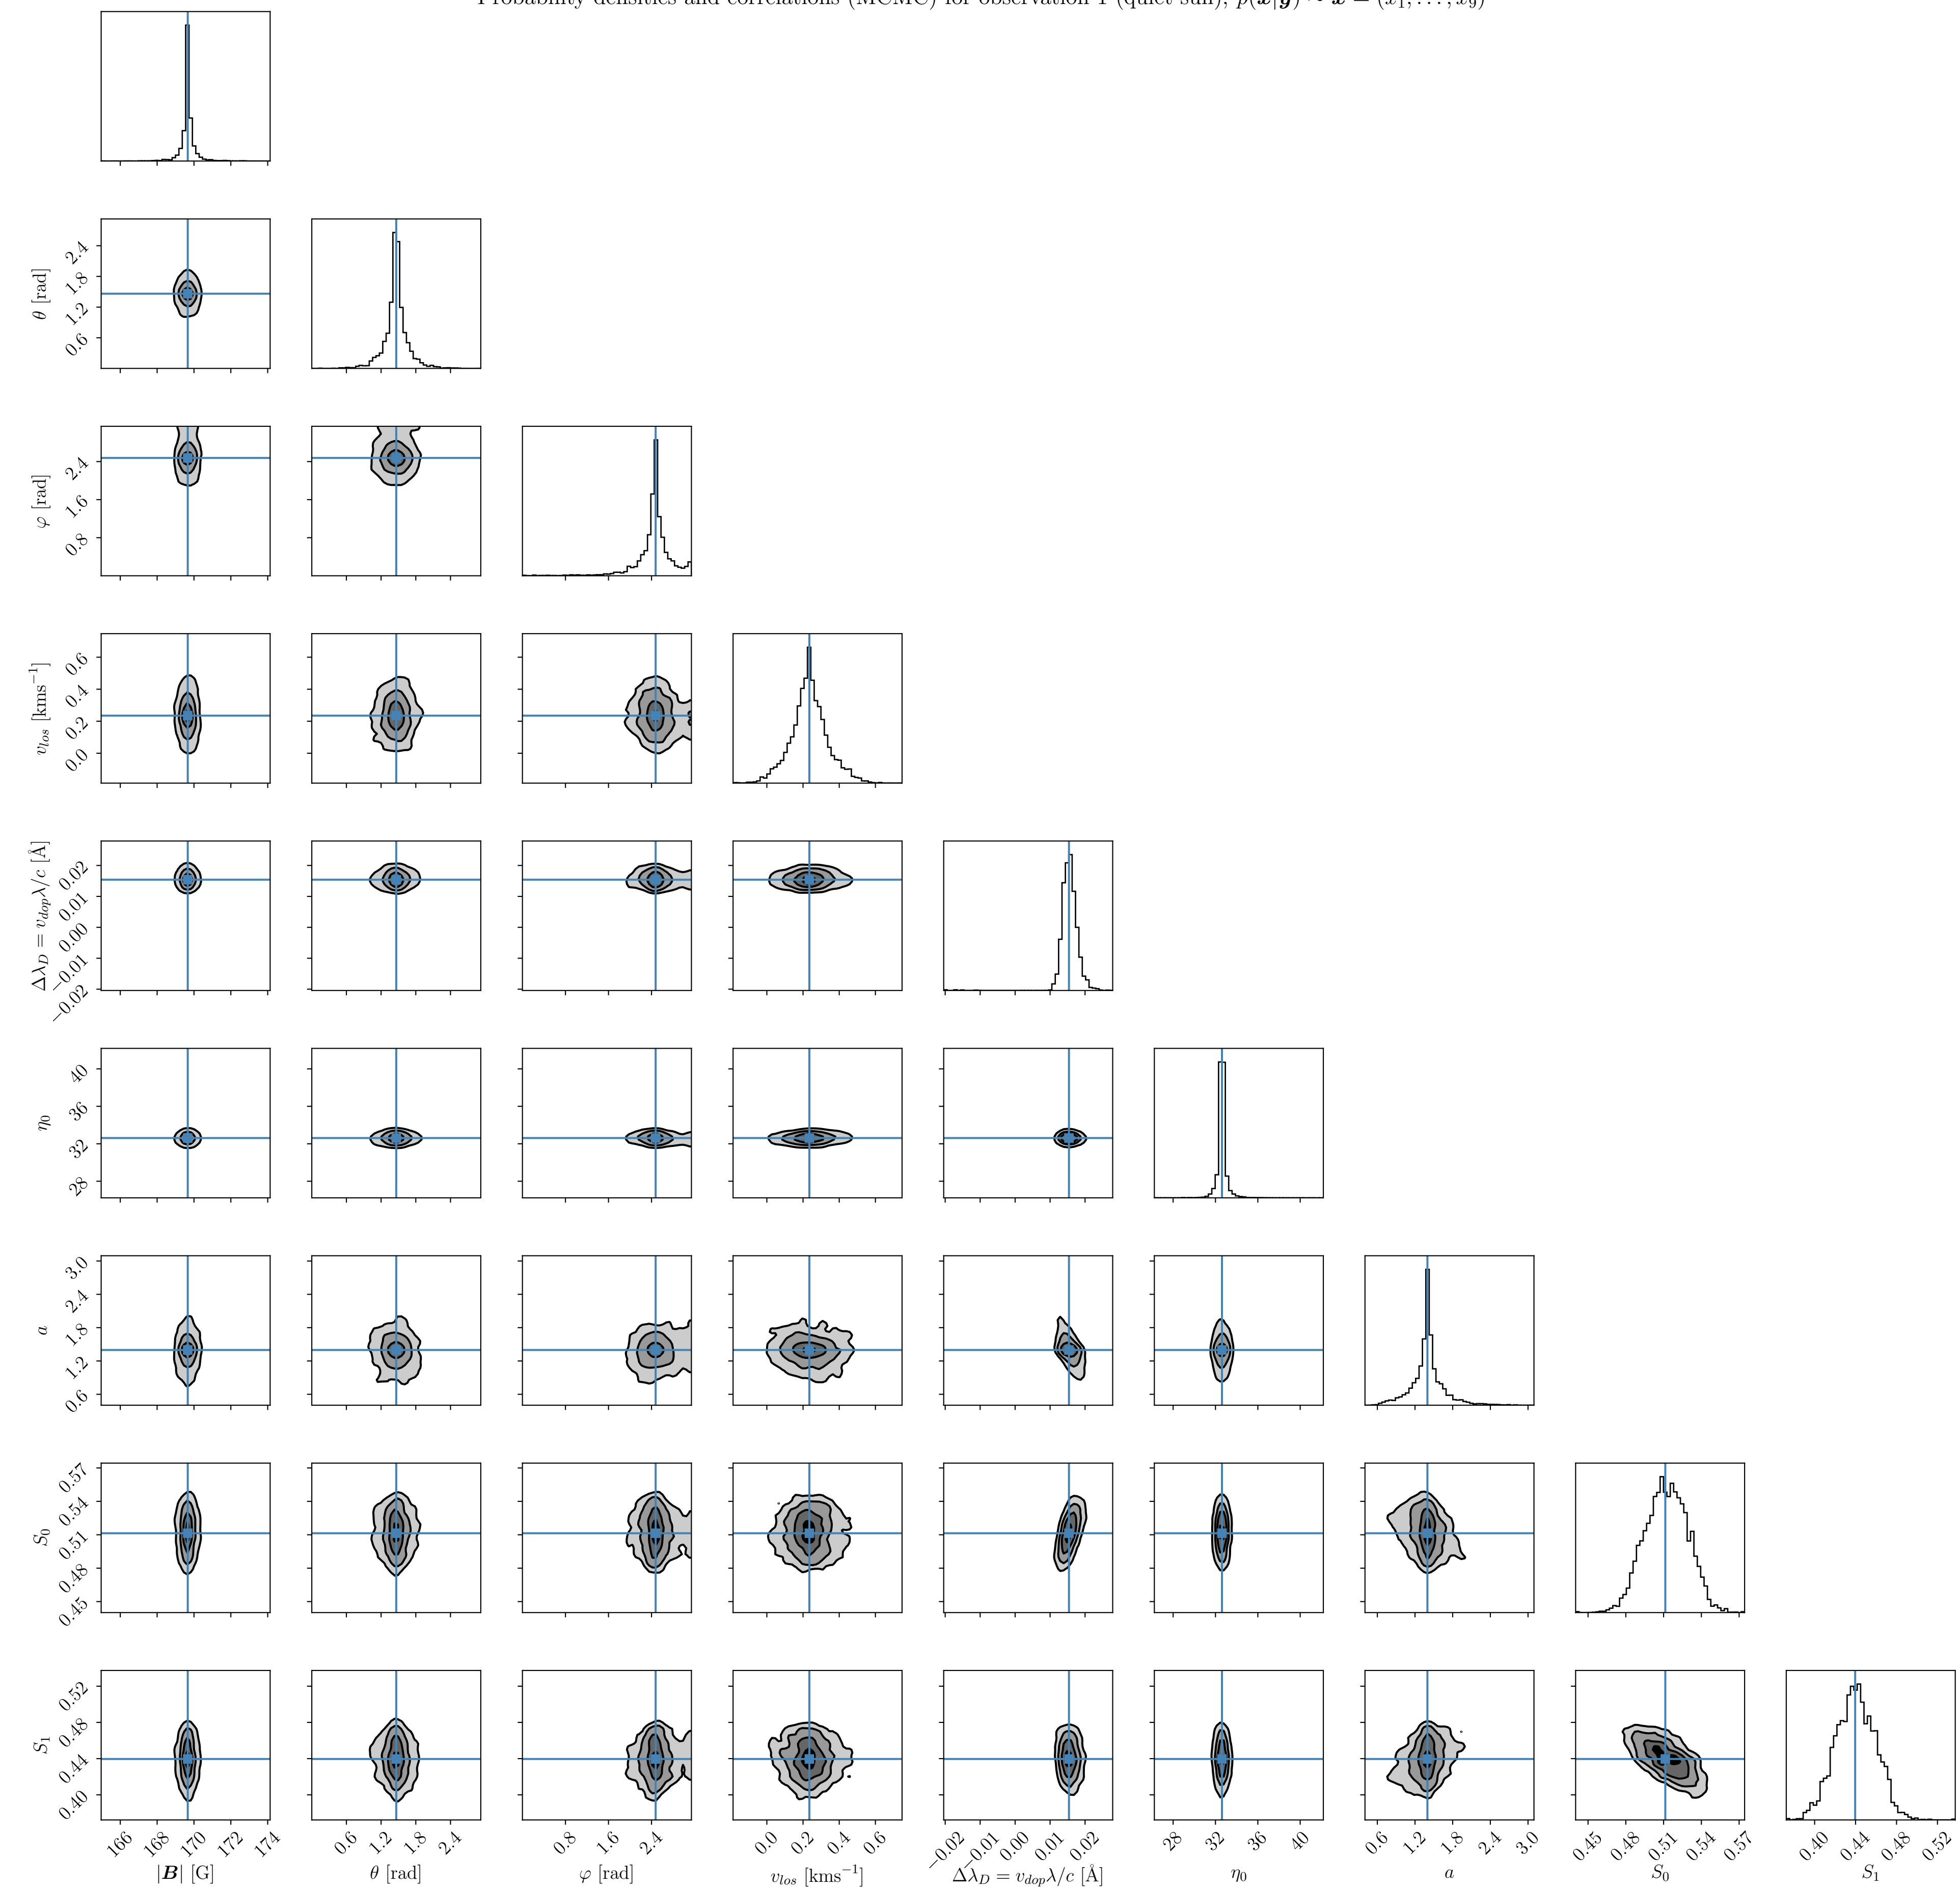 Probability densities and correlations (MCMC) for observation 1 (quiet sun), p(x|y) ~ x = (x₁, . . . , x₉)
θ [rad]
2.4
1.8
1.2
0.6
φ [rad]
2.4
1.6
0.8
v_los [kms⁻¹]
0.6
0.4
0.2
0.0
Δλ_D = v_dop λ/c [Å]
0.02
0.01
0.00
−0.01
−0.02
η₀
40
36
32
28
a
3.0
2.4
1.8
1.2
0.6
S₀
0.57
0.54
0.51
0.48
0.45
S₁
0.52
0.48
0.44
0.40
166 168 170 172 174
0.6 1.2 1.8 2.4
0.8 1.6 2.4
0.0 0.2 0.4 0.6
−0.02 −0.01 0.00 0.01 0.02
28 32 36 40
0.6 1.2 1.8 2.4 3.0
0.45 0.48 0.51 0.54 0.57
0.40 0.44 0.48 0.52
|B| [G]
θ [rad]
φ [rad]
v_los [kms⁻¹]
Δλ_D = v_dop λ/c [Å]
η₀
a
S₀
S₁